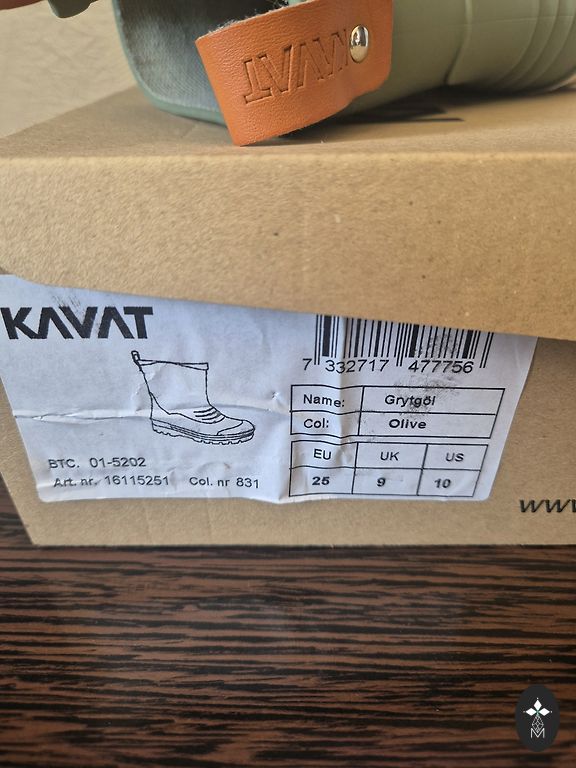 KAVAT
KAVAT
7 332717 477756
Name: Grytgöl
Col: Olive
EU UK US
25 9 10
BTC. 01-5202
Art. nr. 16115251 Col. nr 831
www.
M